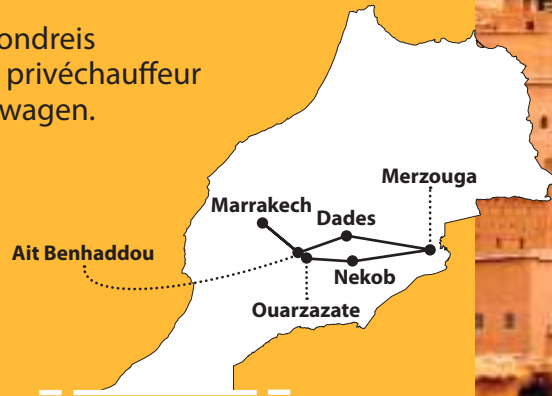 ondreis
privéchauffeur
wagen.
Merzouga
Marrakech
Dades
Ait Benhaddou
Nekob
Ouarzazate